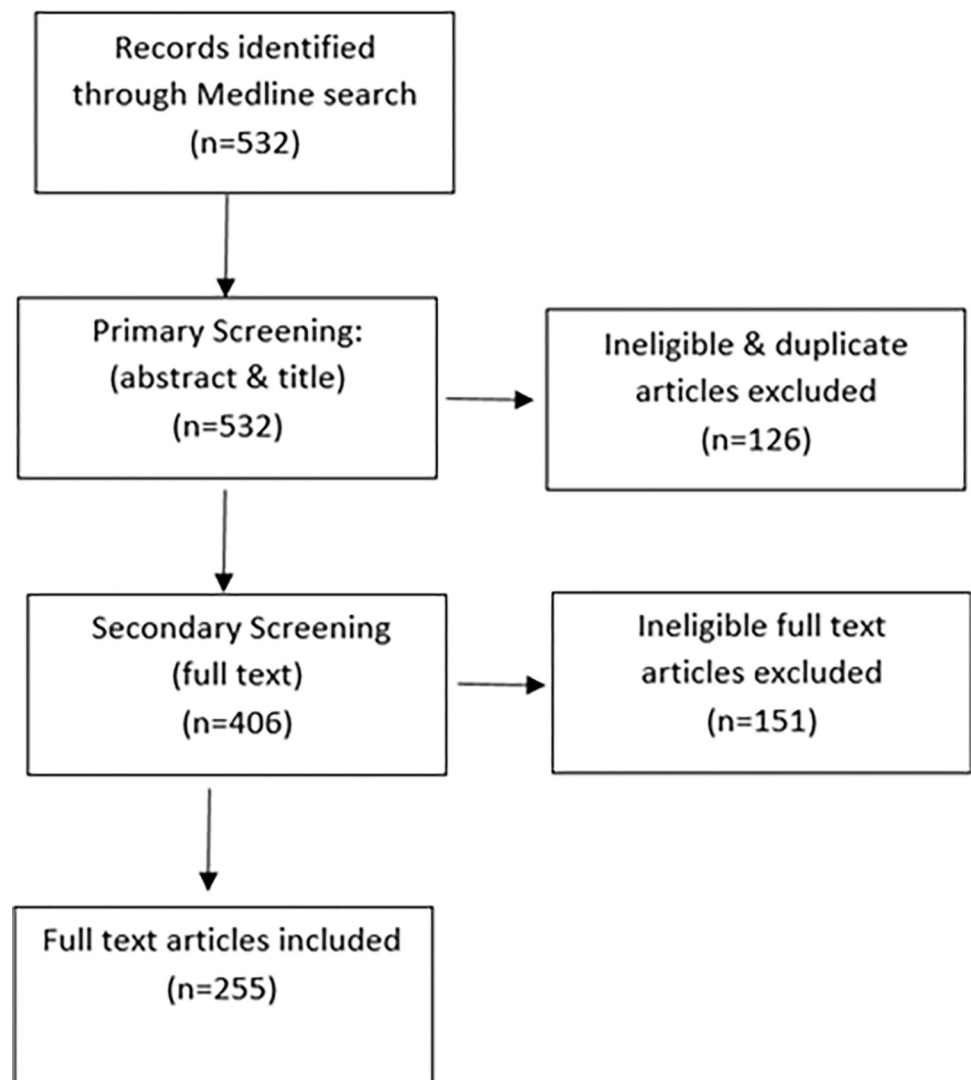 Records identified
through Medline search
(n=532)
Primary Screening:
(abstract & title)
(n=532)
Ineligible & duplicate
articles excluded
(n=126)
Secondary Screening
(full text)
(n=406)
Ineligible full text
articles excluded
(n=151)
Full text articles included
(n=255)